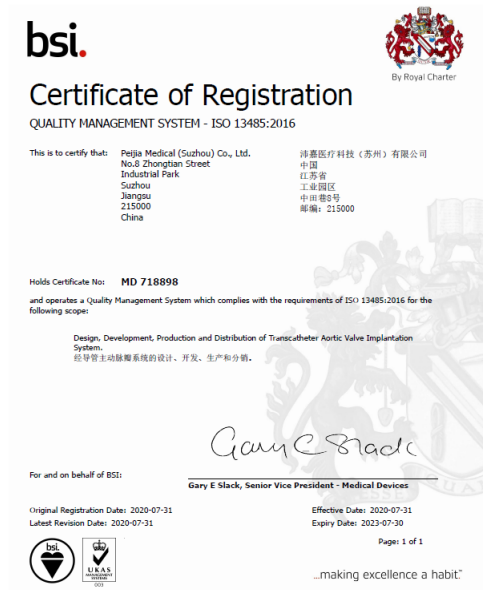 bsi.
By Royal Charter
Certificate of Registration
QUALITY MANAGEMENT SYSTEM - ISO 13485:2016
This is to certify that:
Peijia Medical (Suzhou) Co., Ltd.
No.8 Zhongtian Street
Industrial Park
Suzhou
Jiangsu
215000
China
沛嘉医疗科技（苏州）有限公司
中国
江苏省
工业园区
中田巷8号
邮编：215000
Holds Certificate No: MD 718898
and operates a Quality Management System which complies with the requirements of ISO 13485:2016 for the
following scope:
Design, Development, Production and Distribution of Transcatheter Aortic Valve Implantation
System.
经导管主动脉瓣系统的设计、开发、生产和分销。
Gary E Slack
For and on behalf of BSI:
Gary E Slack, Senior Vice President - Medical Devices
Original Registration Date: 2020-07-31
Effective Date: 2020-07-31
Latest Revision Date: 2020-07-31
Expiry Date: 2023-07-30
Page: 1 of 1
bsi.
UKAS
MANAGEMENT
SYSTEMS
003
...making excellence a habit.™